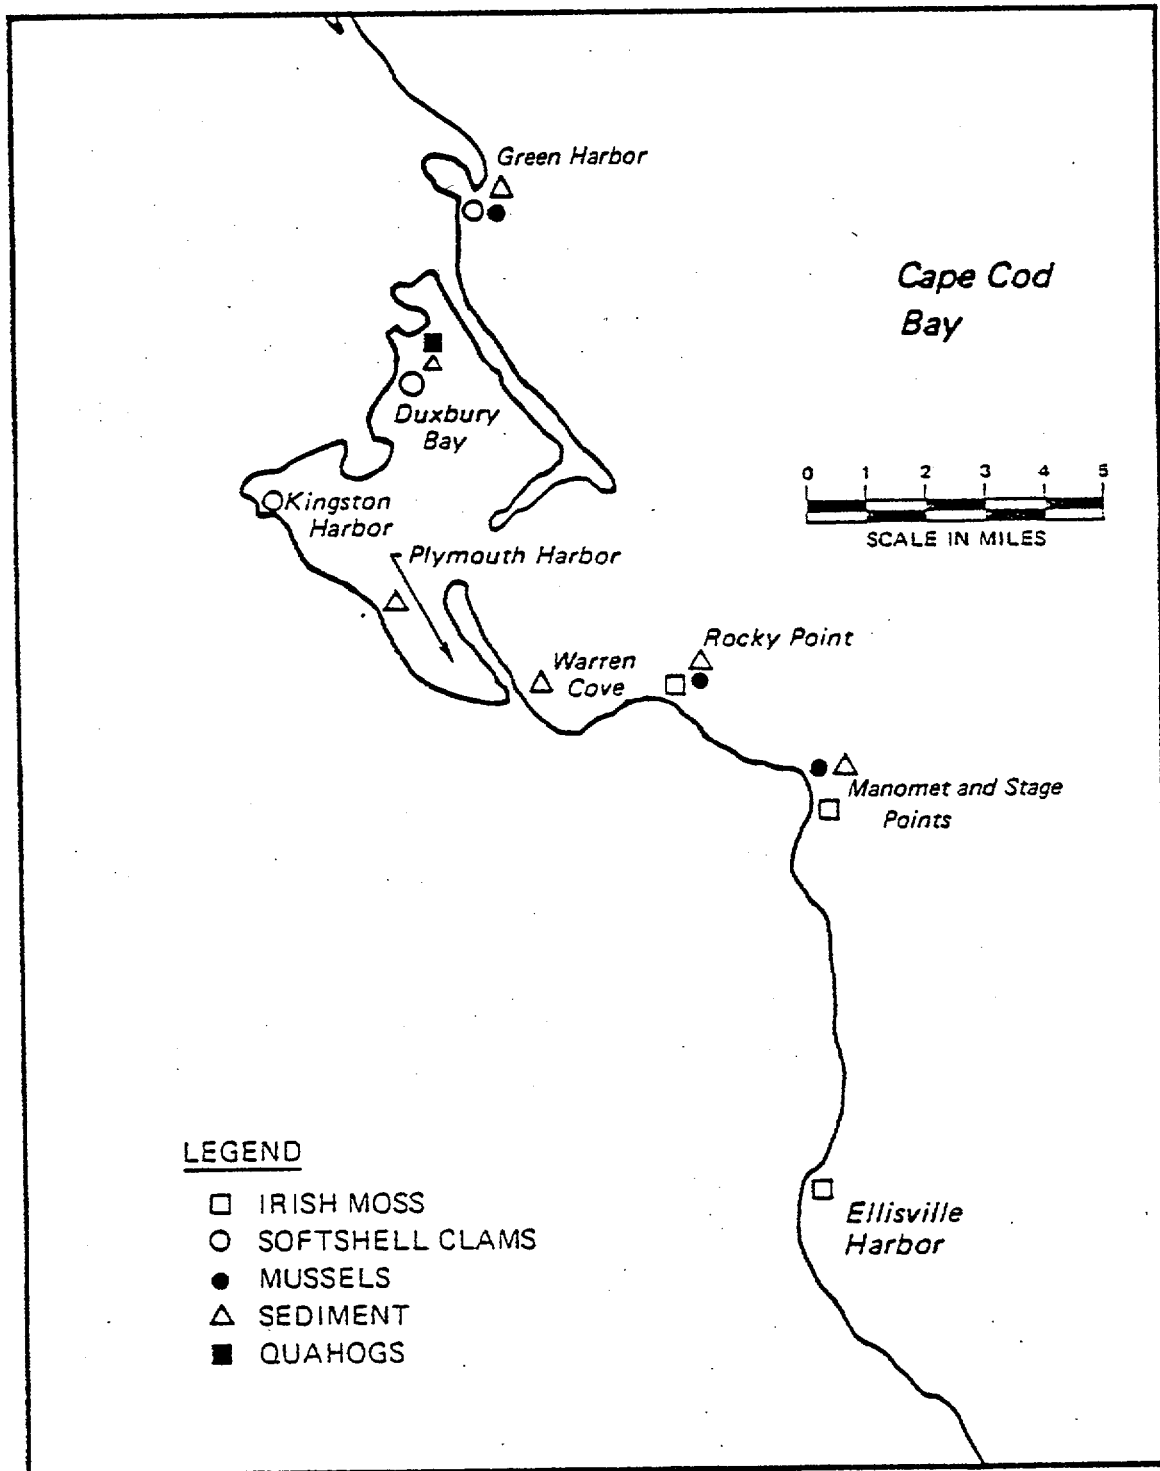 Green Harbor
Cape Cod
Bay
Duxbury
Bay
0 1 2 3 4 5
SCALE IN MILES
Kingston
Harbor
Plymouth Harbor
Rocky Point
Warren
Cove
Manomet and Stage
Points
Ellisville
Harbor
LEGEND
IRISH MOSS
SOFTSHELL CLAMS
MUSSELS
SEDIMENT
QUAHOGS